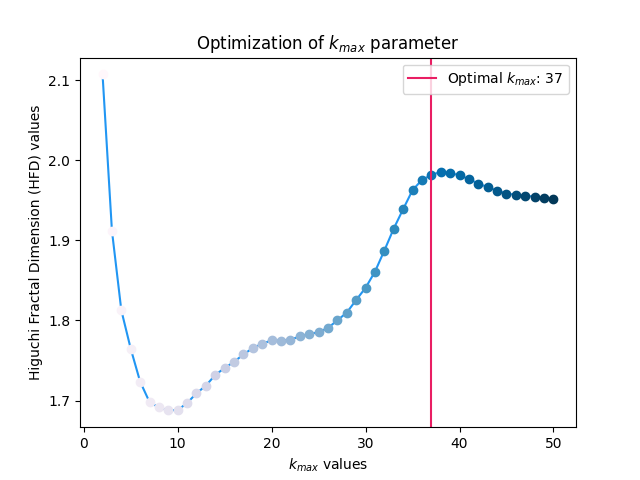 Optimization of k_max parameter
Optimal k_max: 37
Higuchi Fractal Dimension (HFD) values
2.1
2.0
1.9
1.8
1.7
0 10 20 30 40 50
k_max values